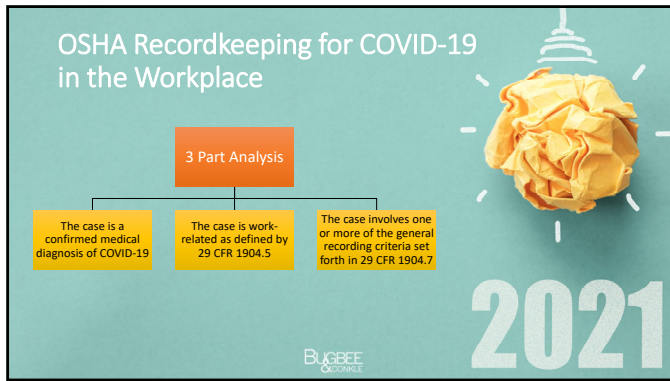 OSHA Recordkeeping for COVID-19
in the Workplace
3 Part Analysis
The case is a
confirmed medical
diagnosis of COVID-19
The case is work-
related as defined by
29 CFR 1904.5
The case involves one
or more of the general
recording criteria set
forth in 29 CFR 1904.7
2021
BUGBEE
&CONKLE